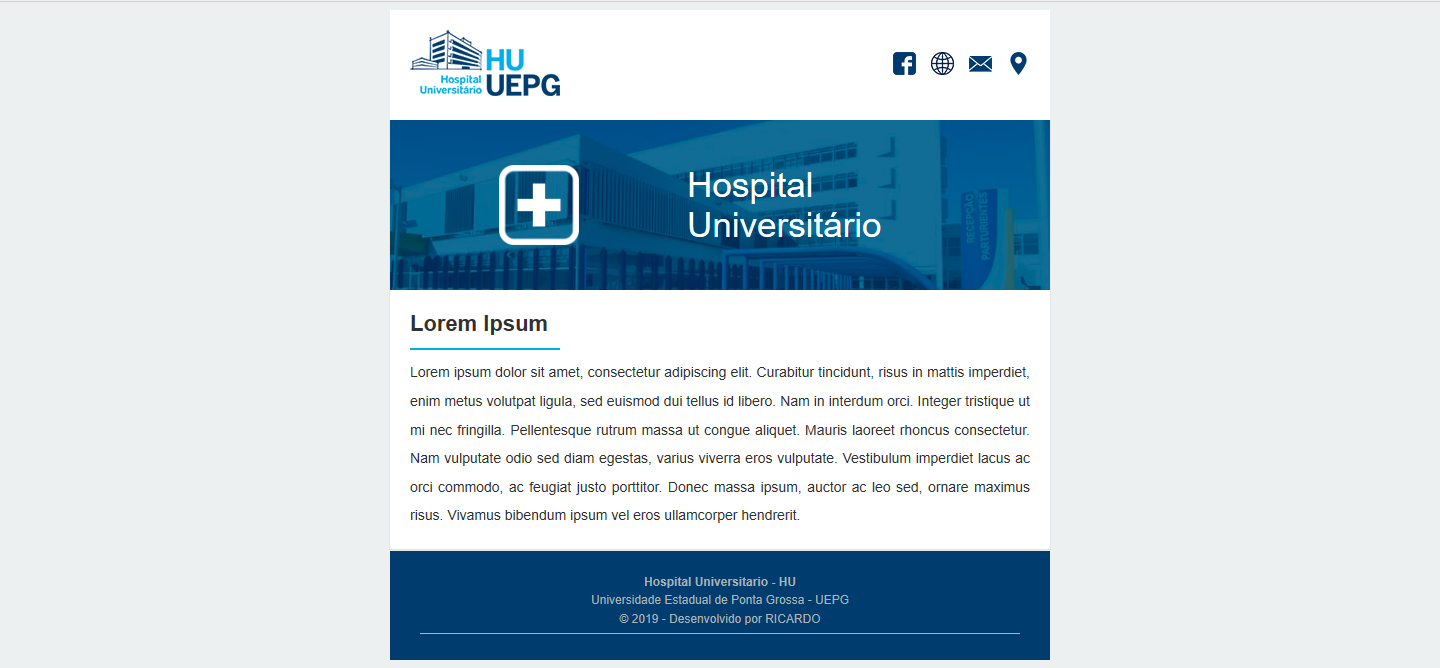 HU
Hospital
Universitário
UEPG
Hospital
Universitário
RECEPÇÃO
PARTURIENTES
Lorem Ipsum
Lorem ipsum dolor sit amet, consectetur adipiscing elit. Curabitur tincidunt, risus in mattis imperdiet,
enim metus volutpat ligula, sed euismod dui tellus id libero. Nam in interdum orci. Integer tristique ut
mi nec fringilla. Pellentesque rutrum massa ut congue aliquet. Mauris laoreet rhoncus consectetur.
Nam vulputate odio sed diam egestas, varius viverra eros vulputate. Vestibulum imperdiet lacus ac
orci commodo, ac feugiat justo porttitor. Donec massa ipsum, auctor ac leo sed, ornare maximus
risus. Vivamus bibendum ipsum vel eros ullamcorper hendrerit.
Hospital Universitario - HU
Universidade Estadual de Ponta Grossa - UEPG
© 2019 - Desenvolvido por RICARDO